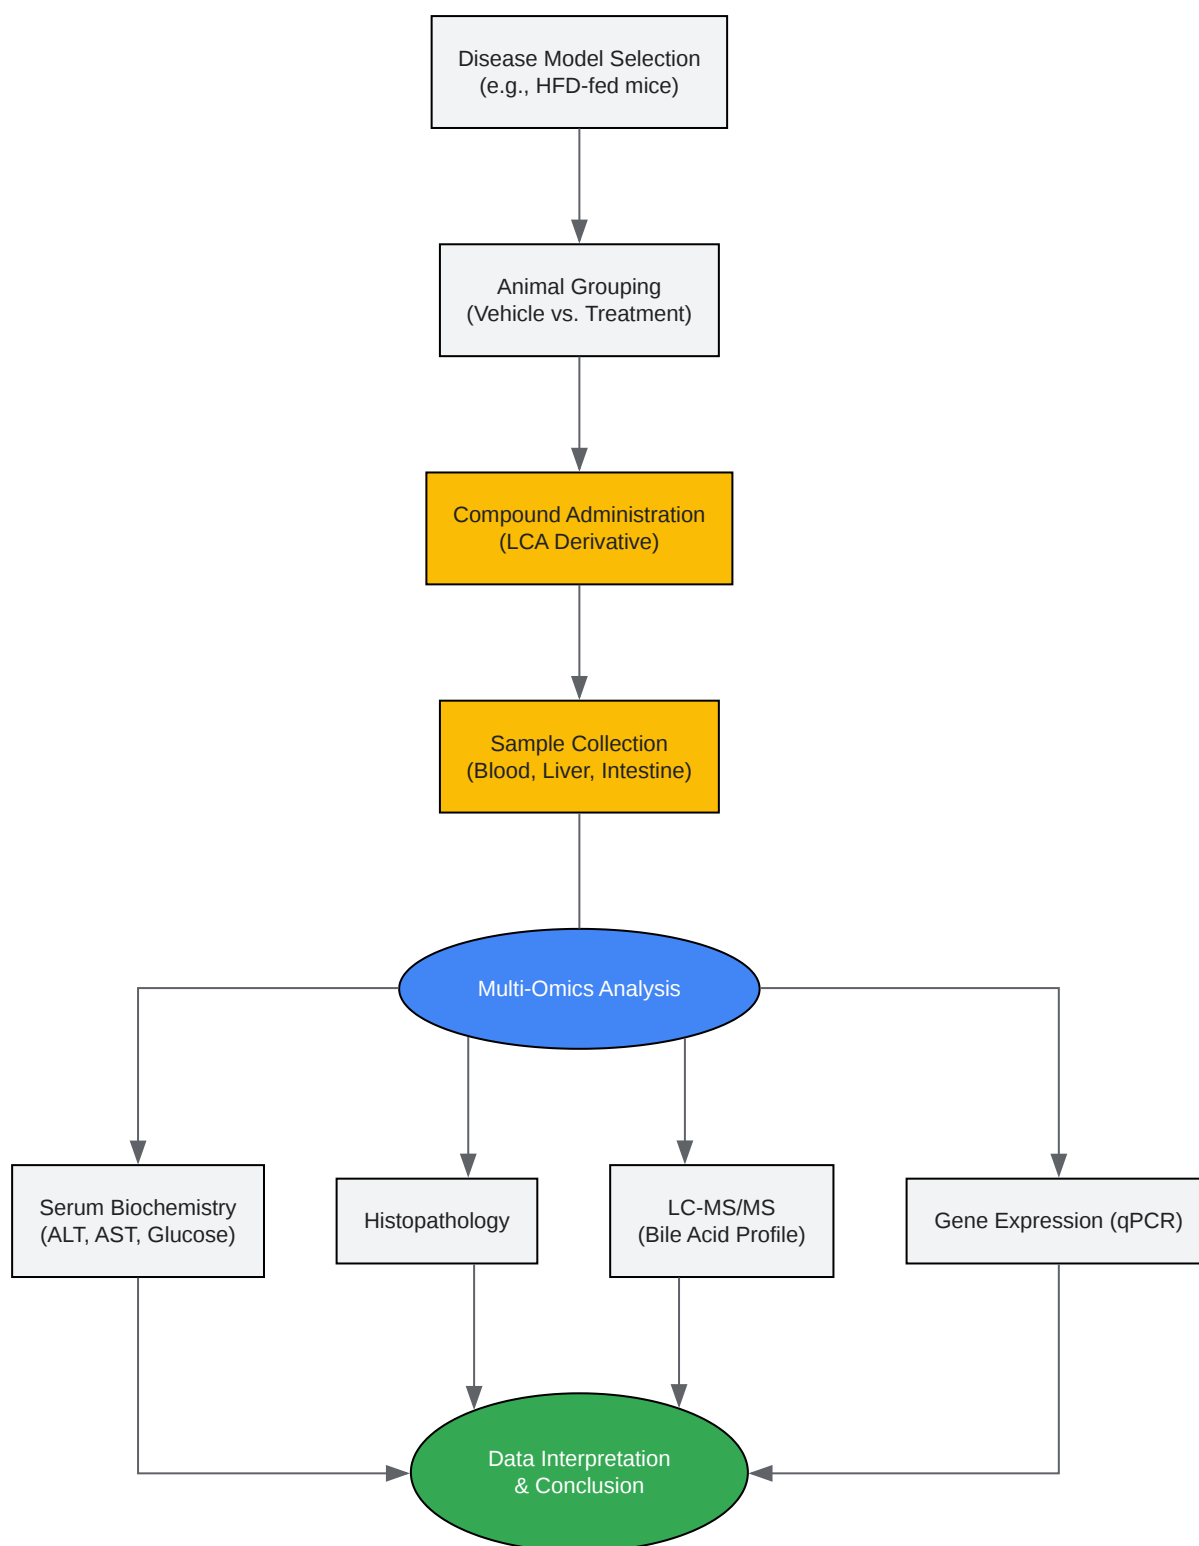 Disease Model Selection
(e.g., HFD-fed mice)
Animal Grouping
(Vehicle vs. Treatment)
Compound Administration
(LCA Derivative)
Sample Collection
(Blood, Liver, Intestine)
Multi-Omics Analysis
Serum Biochemistry
(ALT, AST, Glucose)
Histopathology
LC-MS/MS
(Bile Acid Profile)
Gene Expression (qPCR)
Data Interpretation
& Conclusion